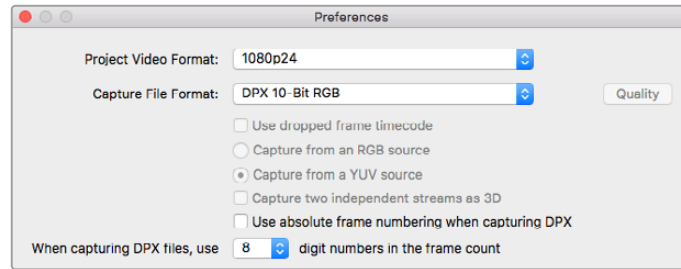 Preferences
Project Video Format: 1080p24
Capture File Format: DPX 10-Bit RGB Quality
Use dropped frame timecode
Capture from an RGB source
Capture from a YUV source
Capture two independent streams as 3D
Use absolute frame numbering when capturing DPX
When capturing DPX files, use 8 digit numbers in the frame count